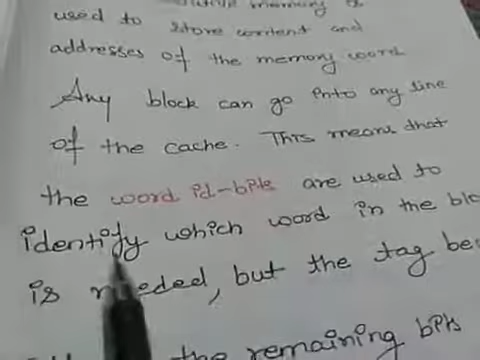 memory
used to store content and
addresses of the memory word.
Any block can go into any line
of the cache. This means that
the word id-bits are used to
identify which word in the blo
is needed, but the tag be
the remaining bits